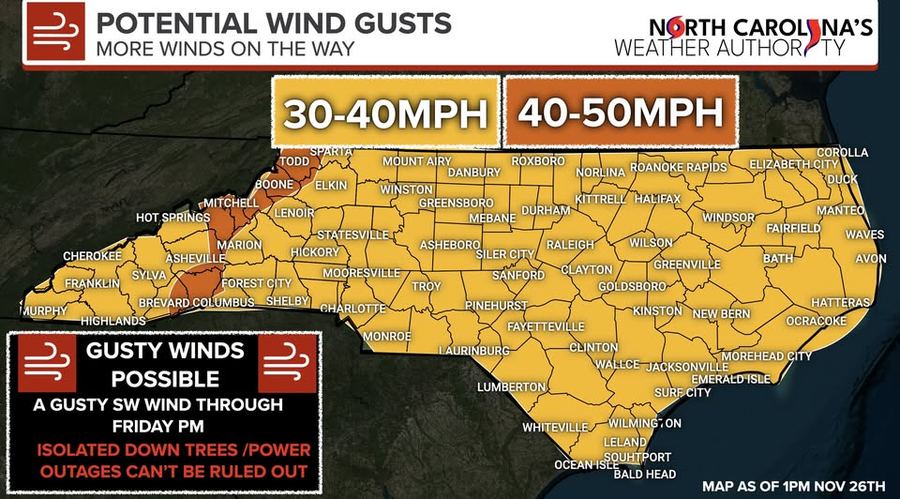 POTENTIAL WIND GUSTS
MORE WINDS ON THE WAY
NORTH CAROLINA'S
WEATHER AUTHORITY
30-40MPH
40-50MPH
SPARTA
TODD
MOUNT AIRY
DANBURY
ROXBORO
NORLINA
ROANOKE RAPIDS
ELIZABETH CITY
COROLLA
DUCK
BOONE
ELKIN
WINSTON
MITCHELL
LENOIR
GREENSBORO
MEBANE
DURHAM
KITTRELL
HALIFAX
WINDSOR
MANTEO
HOT SPRINGS
STATESVILLE
FAIRFIELD
WAVES
MARION
HICKORY
ASHEBORO
SILER CITY
RALEIGH
WILSON
CHEROKEE
ASHEVILLE
GREENVILLE
BATH
AVON
SYLVA
MOORESVILLE
SANFORD
CLAYTON
FRANKLIN
FOREST CITY
TROY
GOLDSBORO
BREVARD
COLUMBUS
SHELBY
CHARLOTTE
PINEHURST
KINSTON
NEW BERN
HATTERAS
MURPHY
HIGHLANDS
OCRACOKE
MONROE
FAYETTEVILLE
LAURINBURG
CLINTON
WALLCE
JACKSONVILLE
MOREHEAD CITY
EMERALD ISLE
LUMBERTON
SURF CITY
WHITEVILLE
WILMINGTON
LELAND
SOUHTPORT
OCEAN ISLE
BALD HEAD
GUSTY WINDS
POSSIBLE
A GUSTY SW WIND THROUGH
FRIDAY PM
ISOLATED DOWN TREES /POWER
OUTAGES CAN'T BE RULED OUT
MAP AS OF 1PM NOV 26TH